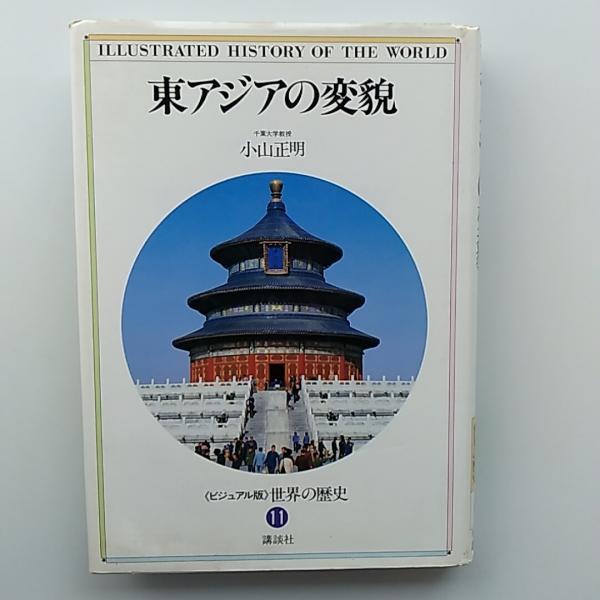 ILLUSTRATED HISTORY OF THE WORLD
東アジアの変貌
千葉大学教授
小山正明
〈ビジュアル版〉世界の歴史
11
講談社